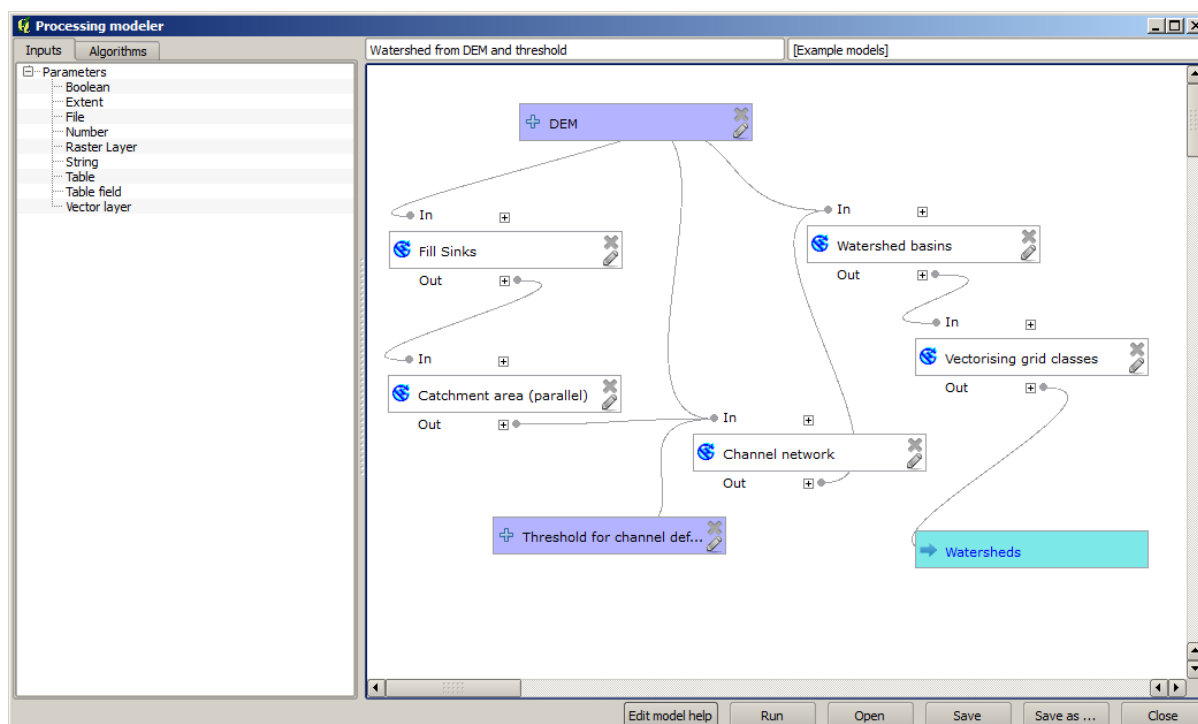 Processing modeler
Inputs
Algorithms
Watershed from DEM and threshold
[Example models]
Parameters
Boolean
Extent
File
Number
Raster Layer
String
Table
Table field
Vector layer
DEM
In
Fill Sinks
Out
In
Watershed basins
Out
In
Catchment area (parallel)
Out
In
Vectorising grid classes
Out
In
Channel network
Out
Threshold for channel def...
Watersheds
Edit model help
Run
Open
Save
Save as ...
Close